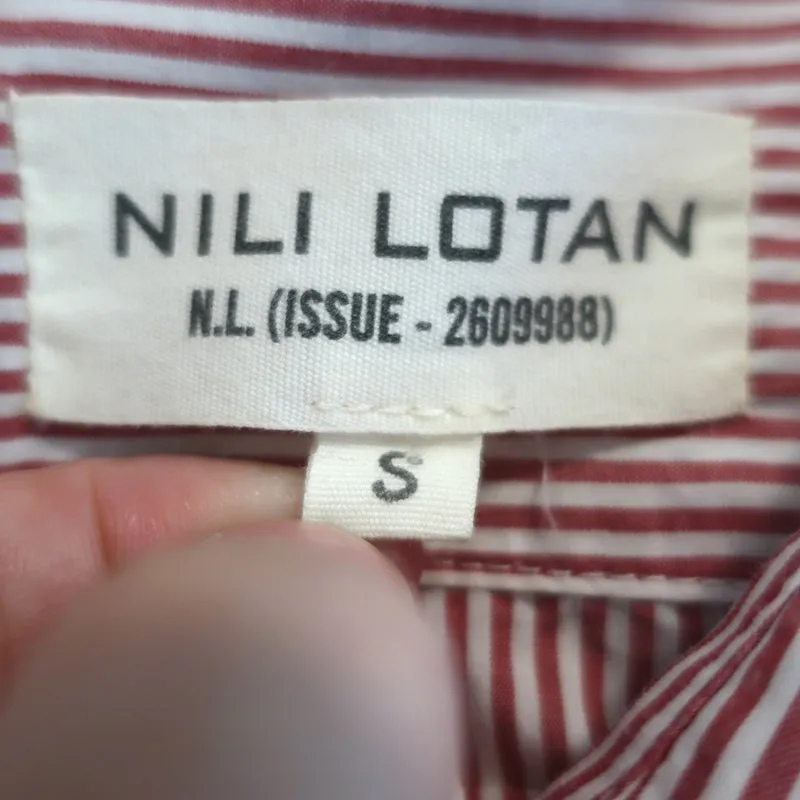 NILI LOTAN
N.L. (ISSUE - 2609988)
S